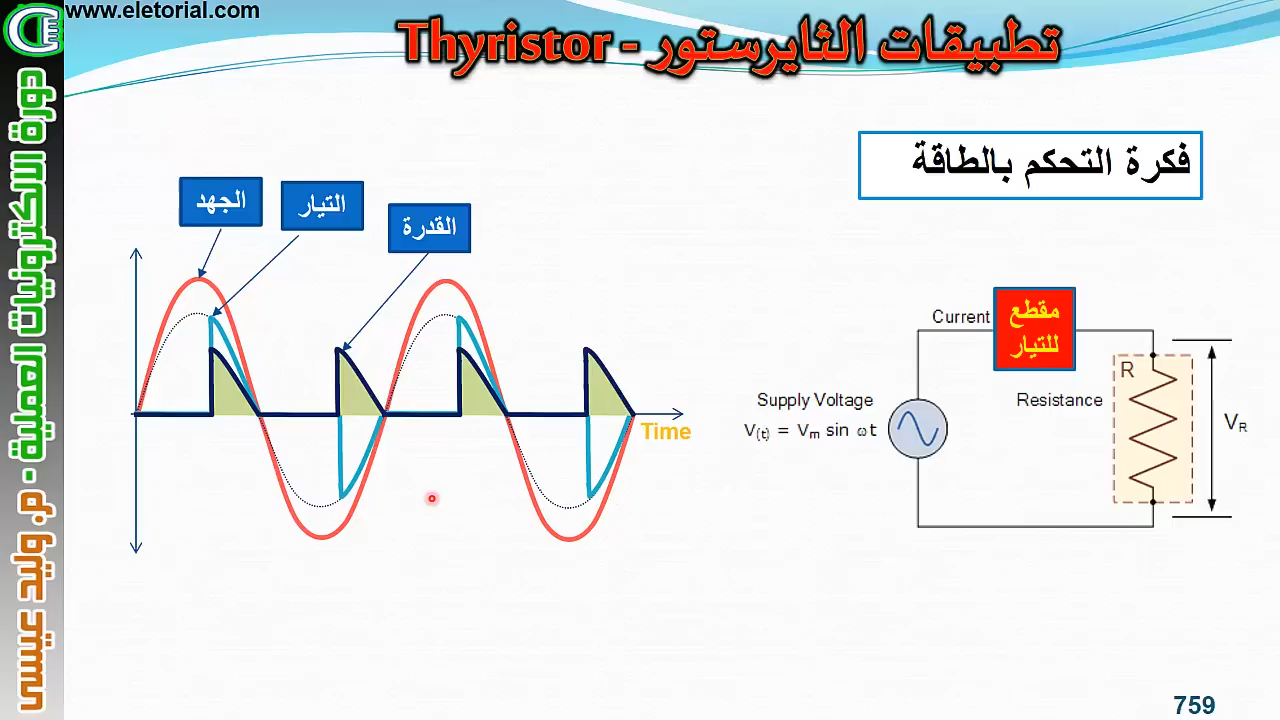 www.eletorial.com
تطبيقات الثايرستور - Thyristor
دورة الالكترونيات العملية - م. وليد عيسى
فكرة التحكم بالطاقة
الجهد
التيار
القدرة
Time
Current
مقطع
للتيار
R
Supply Voltage
Resistance
V(t) = Vm sin ωt
VR
759